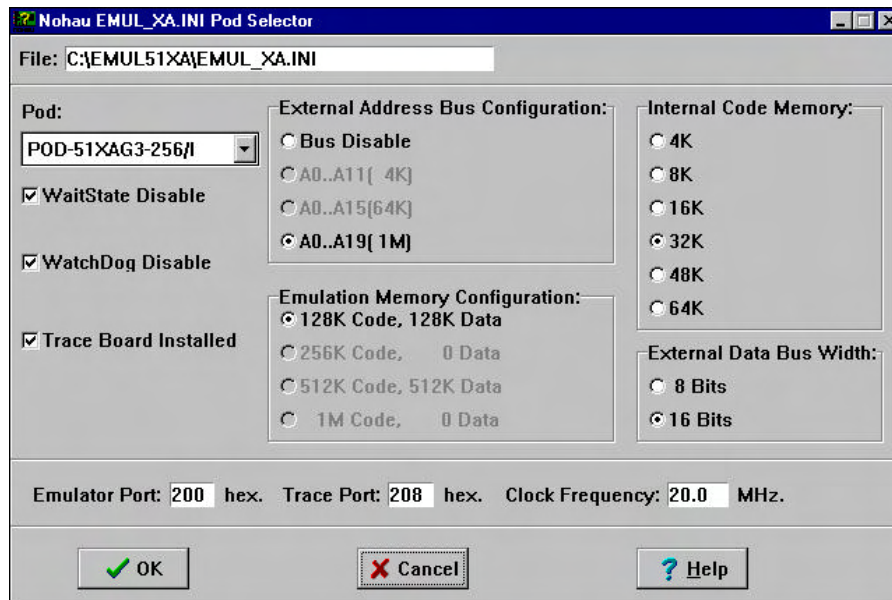 Nohau EMUL_XA.INI Pod Selector
File: C:\EMUL51XA\EMUL_XA.INI
Pod:
POD-51XAG3-256/I
WaitState Disable
WatchDog Disable
Trace Board Installed
External Address Bus Configuration:
Bus Disable
A0..A11( 4K)
A0..A15(64K)
A0..A19( 1M)
Emulation Memory Configuration:
128K Code, 128K Data
256K Code, 0 Data
512K Code, 512K Data
1M Code, 0 Data
Internal Code Memory:
4K
8K
16K
32K
48K
64K
External Data Bus Width:
8 Bits
16 Bits
Emulator Port: 200 hex. Trace Port: 208 hex. Clock Frequency: 20.0 MHz.
OK
Cancel
Help